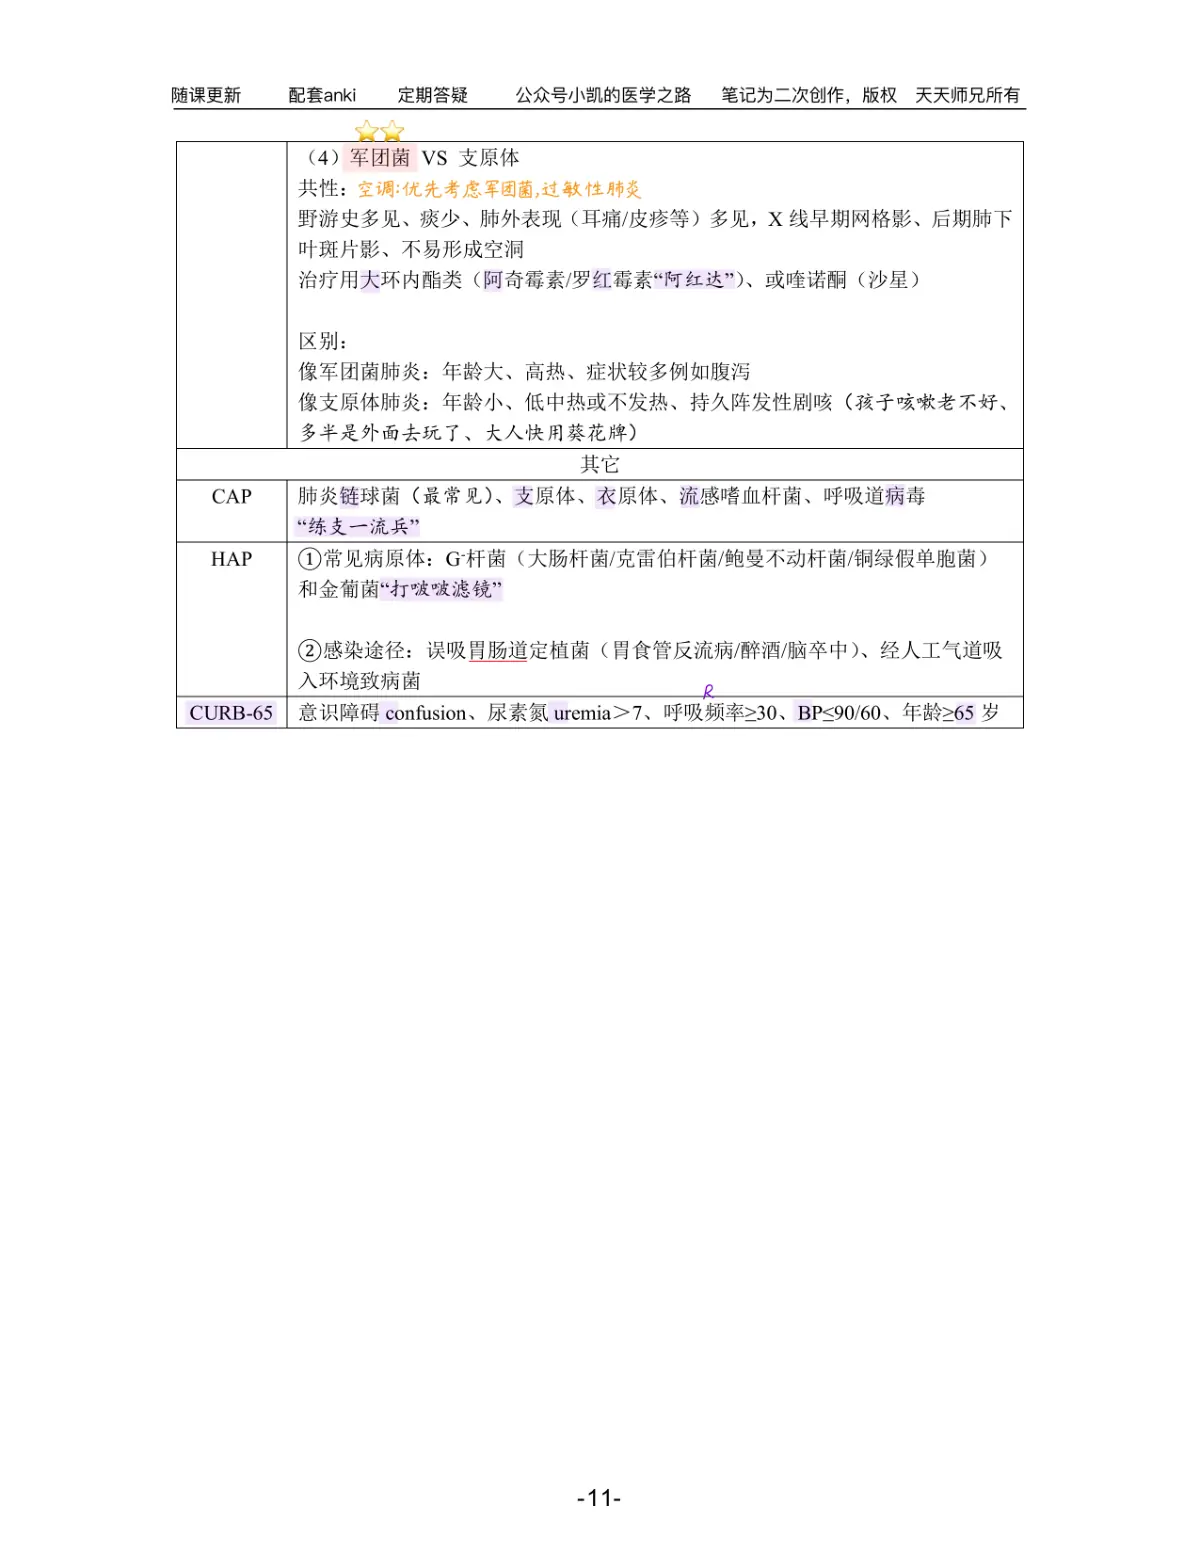 随课更新 配套anki 定期答疑 公众号小凯的医学之路 笔记为二次创作，版权 天天师兄所有
（4）军团菌 VS 支原体
共性：空调:优先考虑军团菌,过敏性肺炎
野游史多见、痰少、肺外表现（耳痛/皮疹等）多见，X 线早期网格影、后期肺下
叶斑片影、不易形成空洞
治疗用大环内酯类（阿奇霉素/罗红霉素“阿红达”）、或喹诺酮（沙星）
区别：
像军团菌肺炎：年龄大、高热、症状较多例如腹泻
像支原体肺炎：年龄小、低中热或不发热、持久阵发性剧咳（孩子咳嗽老不好、
多半是外面去玩了、大人快用葵花牌）
其它
CAP 肺炎链球菌（最常见）、支原体、衣原体、流感嗜血杆菌、呼吸道病毒
“练支一流兵”
HAP ①常见病原体：G-杆菌（大肠杆菌/克雷伯杆菌/鲍曼不动杆菌/铜绿假单胞菌）
和金葡菌“打啵啵滤镜”
②感染途径：误吸胃肠道定植菌（胃食管反流病/醉酒/脑卒中）、经人工气道吸
入环境致病菌
R
CURB-65 意识障碍 confusion、尿素氮 uremia＞7、呼吸频率≥30、BP≤90/60、年龄≥65 岁
-11-